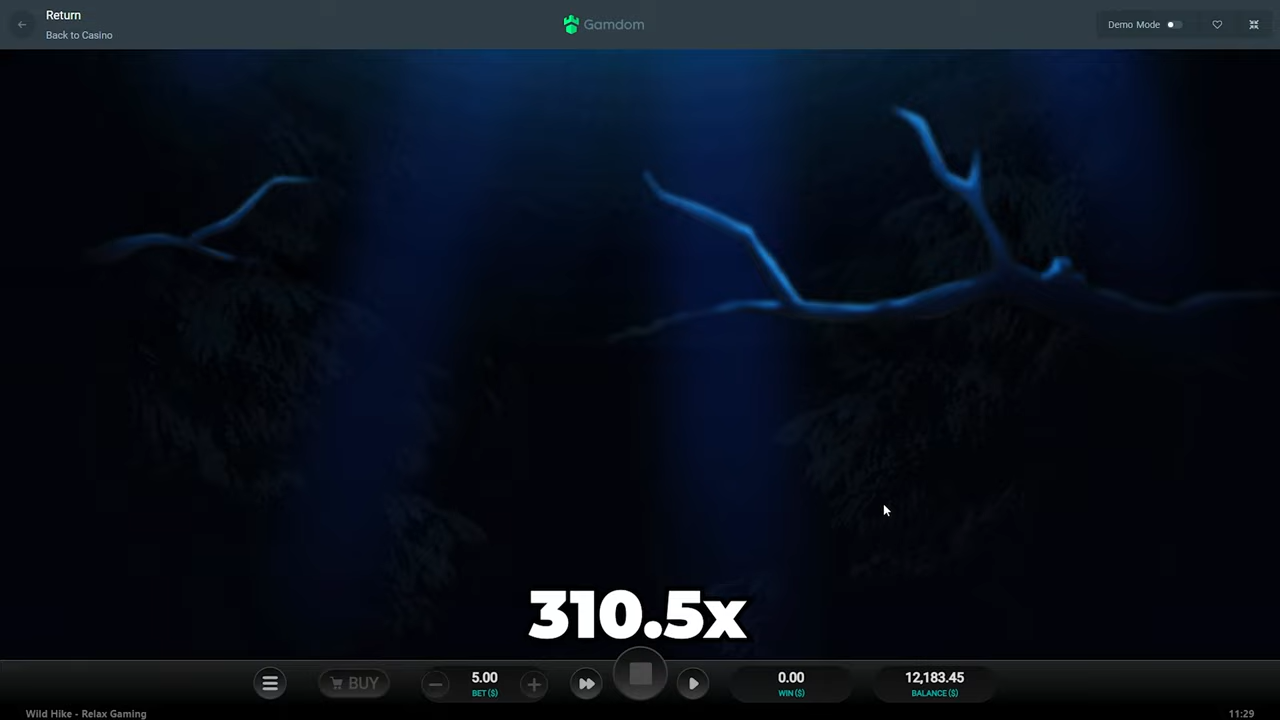 Return
Back to Casino
Gamdom
Demo Mode
310.5x
BUY
5.00
BET ($)
0.00
WIN ($)
12,183.45
BALANCE ($)
Wild Hike - Relax Gaming
11:29